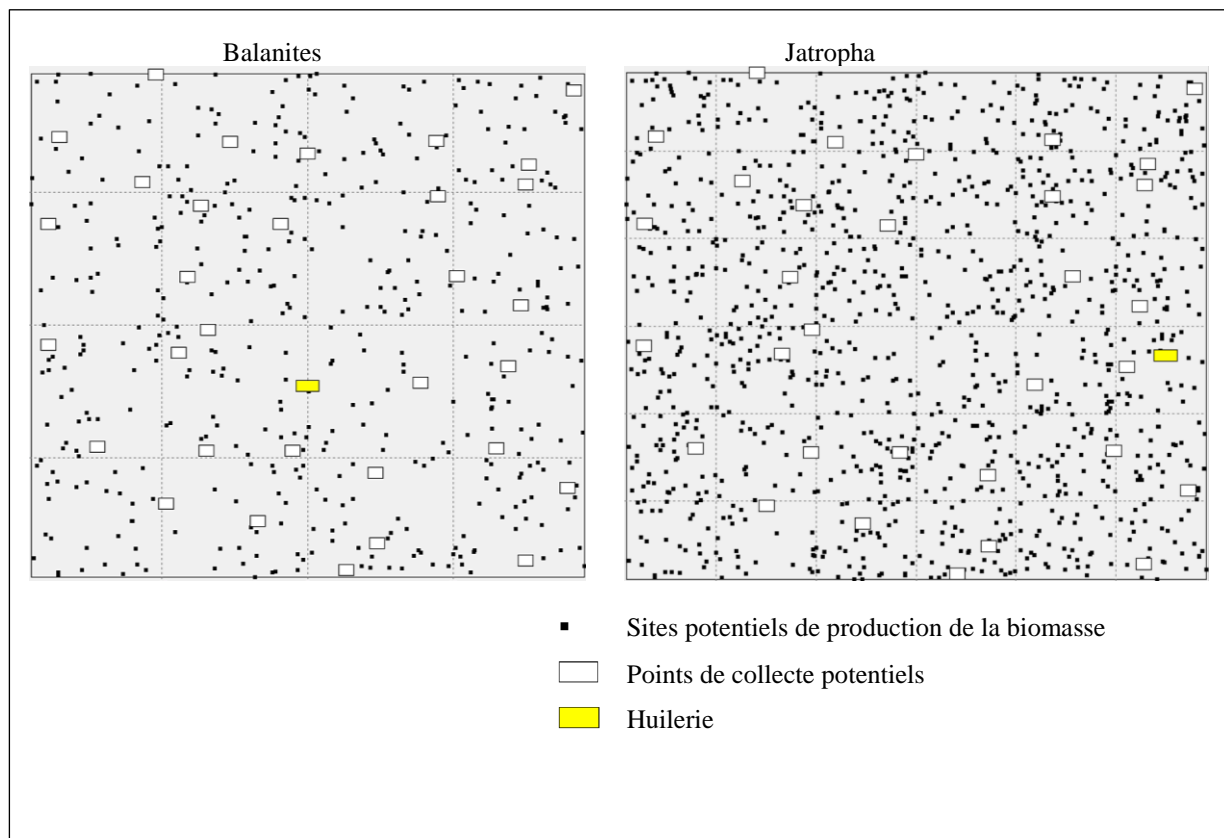 Balanites
Jatropha
Sites potentiels de production de la biomasse
Points de collecte potentiels
Huilerie